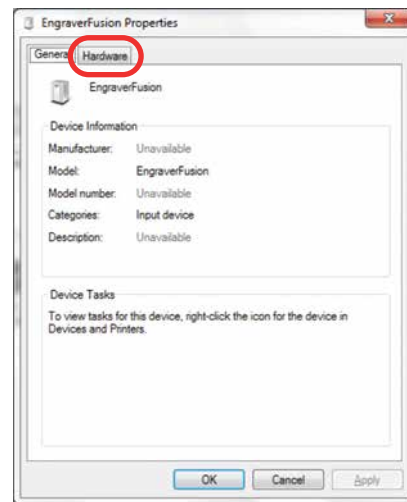 EngraverFusion Properties
General
Hardware
EngraverFusion
Device Information
Manufacturer: Unavailable
Model: EngraverFusion
Model number: Unavailable
Categories: Input device
Description: Unavailable
Device Tasks
To view tasks for this device, right-click the icon for the device in
Devices and Printers.
OK Cancel Apply